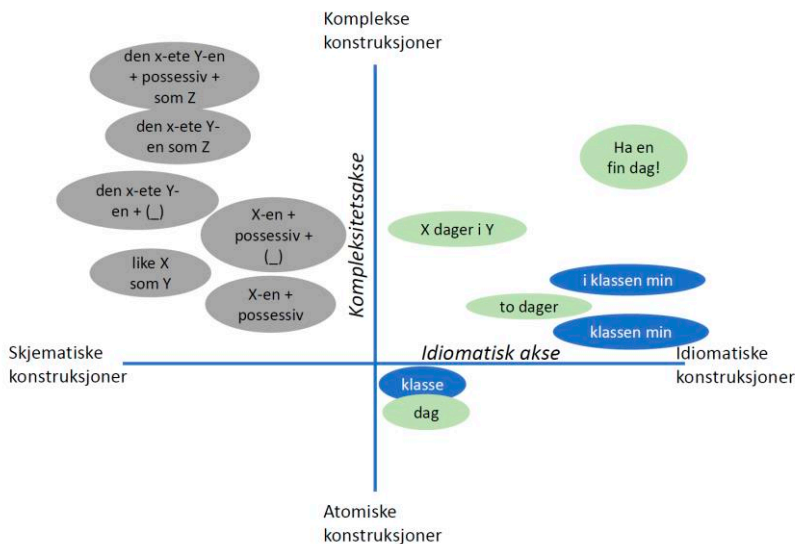 Komplekse
konstruksjoner
den x-ete Y-en
+ possessiv +
som Z
den x-ete Y-
en som Z
den x-ete Y-
en + (_)
X-en +
possessiv +
(_)
like X
som Y
X-en +
possessiv
Kompleksitetsakse
Ha en
fin dag!
X dager i Y
i klassen min
to dager
klassen min
Skjematiske
konstruksjoner
Idiomatisk akse
Idiomatiske
konstruksjoner
klasse
dag
Atomiske
konstruksjoner